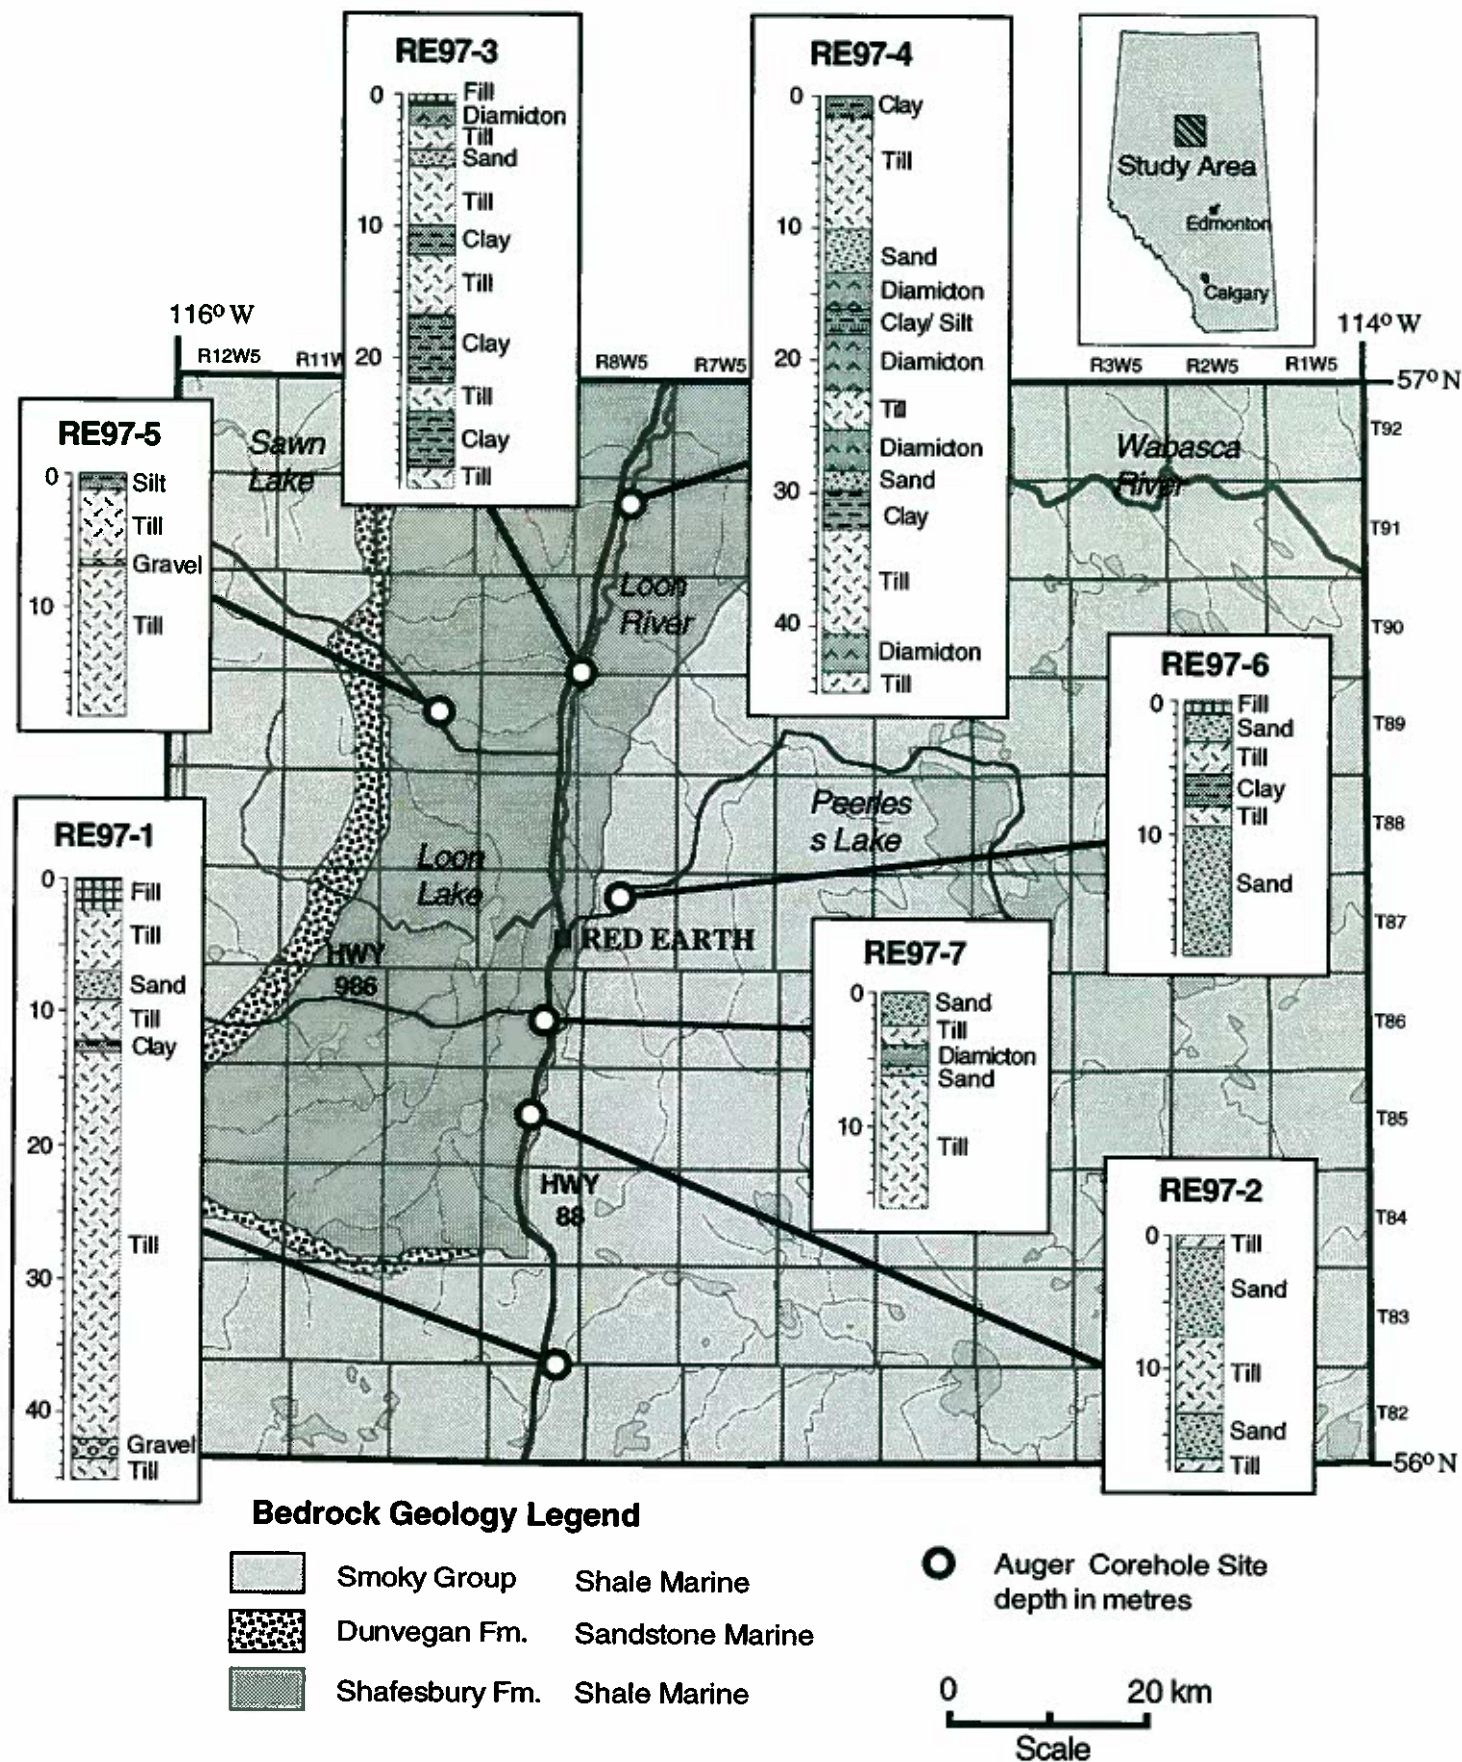 RE97-3
0
Fill
Diamicton
Till
Sand
Till
10
Clay
Till
Clay
20
Till
Clay
Till
RE97-4
0
Clay
Till
10
Sand
Diamicton
Clay/ Silt
20
Diamicton
Till
Diamicton
Sand
30
Clay
Till
40
Diamicton
Till
Study Area
Edmonton
Calgary
116º W
114º W
R12W5
R11W
R8W5
R7W5
R3W5
R2W5
R1W5
57º N
T92
T91
T90
T89
T88
T87
T86
T85
T84
T83
T82
56º N
RE97-5
0
Silt
Till
Gravel
10
Till
Sawn
Lake
Wabasca
River
Loon
River
RE97-6
0
Fill
Sand
Till
Clay
Till
10
Sand
Peerles
s Lake
Loon
Lake
RED EARTH
HWY
986
RE97-1
0
Fill
Till
Sand
10
Till
Clay
20
Till
30
40
Gravel
Till
RE97-7
0
Sand
Till
Diamicton
Sand
10
Till
HWY
88
RE97-2
0
Till
Sand
10
Till
Sand
Till
Bedrock Geology Legend
Smoky Group Shale Marine
Dunvegan Fm. Sandstone Marine
Shafesbury Fm. Shale Marine
Auger Corehole Site
depth in metres
0 20 km
Scale